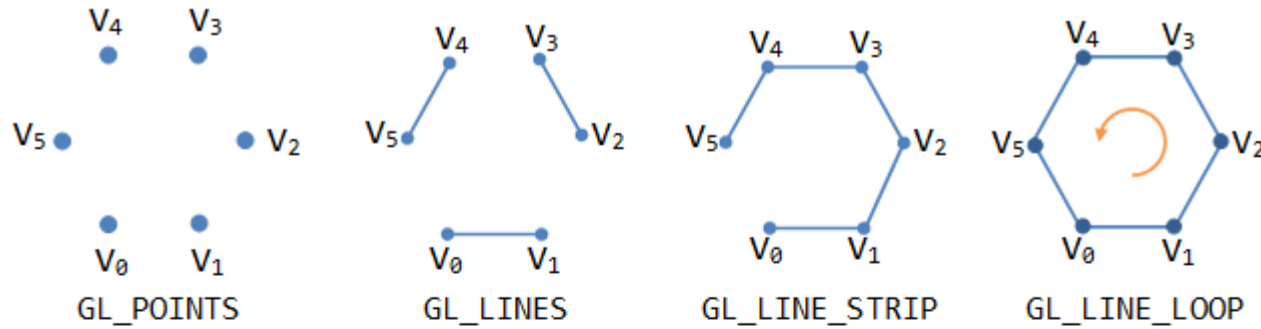 V₄ V₃ V₄ V₃ V₄ V₃ V₄ V₃
V₅ V₂ V₅ V₂ V₅ V₂ V₅ V₂
V₀ V₁ V₀ V₁ V₀ V₁ V₀ V₁
GL_POINTS GL_LINES GL_LINE_STRIP GL_LINE_LOOP